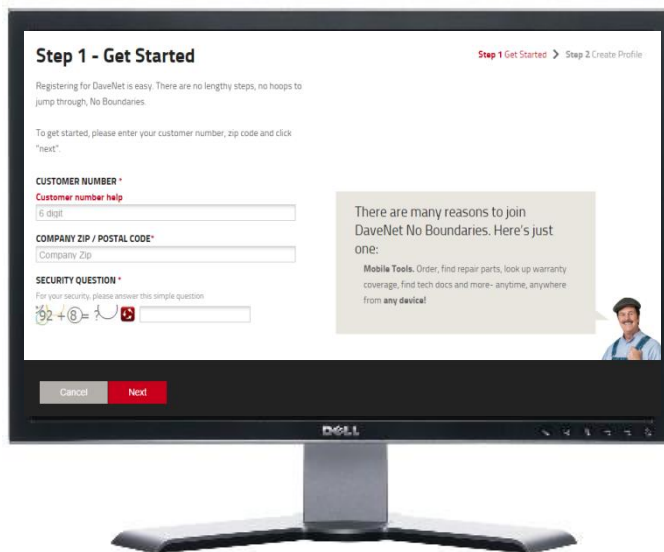 Step 1 - Get Started
Step 1 Get Started > Step 2 Create Profile
Registering for DaveNet is easy. There are no lengthy steps, no hoops to
jump through, No Boundaries.
To get started, please enter your customer number, zip code and click
"next".
CUSTOMER NUMBER *
Customer number help
6 digit
COMPANY ZIP / POSTAL CODE*
Company Zip
SECURITY QUESTION *
For your security, please answer this simple question
92 + 8 = ?
There are many reasons to join
DaveNet No Boundaries. Here's just
one:
Mobile Tools. Order, find repair parts, look up warranty
coverage, find tech docs and more- anytime, anywhere
from any device!
Cancel
Next
DELL